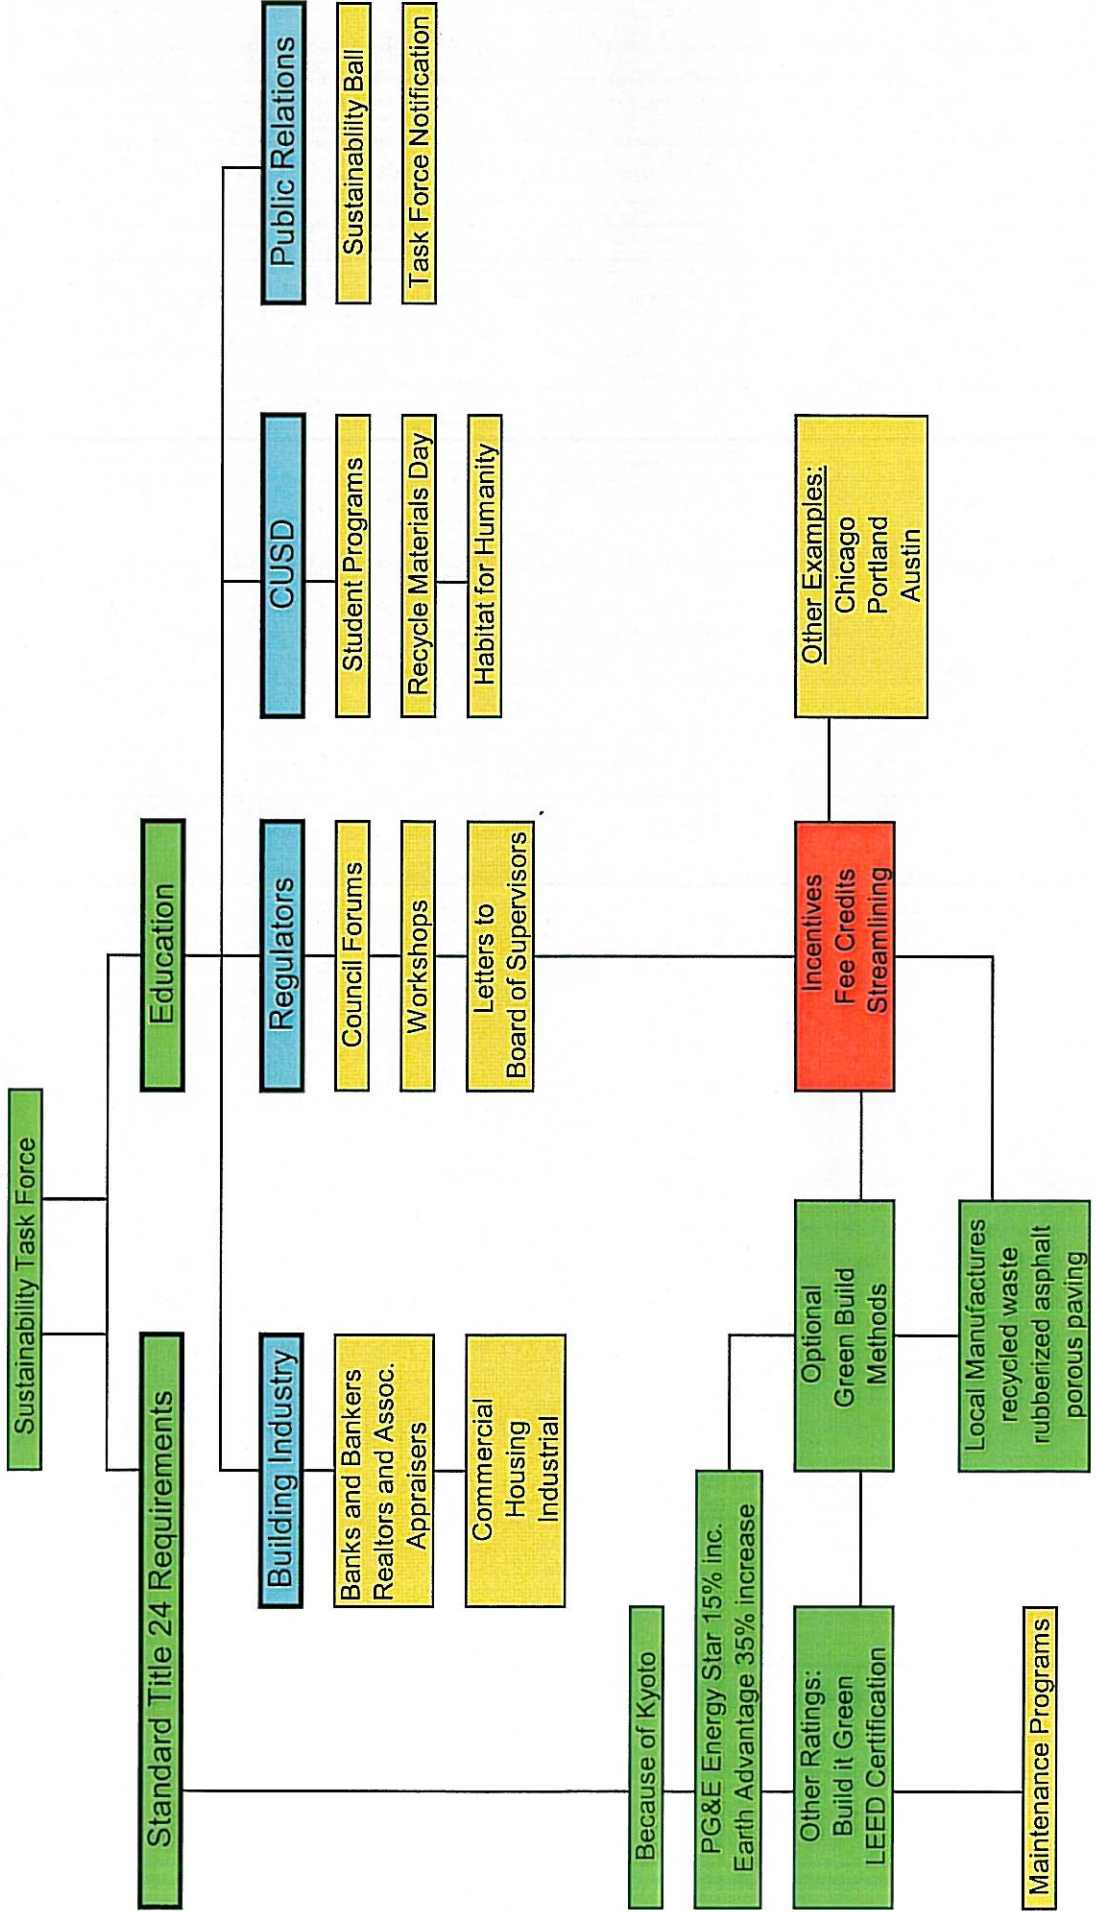 Sustainability Task Force
Standard Title 24 Requirements
Education
Building Industry
Regulators
CUSD
Public Relations
Banks and Bankers
Realtors and Assoc.
Appraisers
Commercial
Housing
Industrial
Council Forums
Workshops
Letters to
Board of Supervisors
Student Programs
Recycle Materials Day
Habitat for Humanity
Sustainability Ball
Task Force Notification
Because of Kyoto
PG&E Energy Star 15% inc.
Earth Advantage 35% increase
Other Ratings:
Build it Green
LEED Certification
Optional
Green Build
Methods
Incentives
Fee Credits
Streamlining
Other Examples:
Chicago
Portland
Austin
Local Manufactures
recycled waste
rubberized asphalt
porous paving
Maintenance Programs